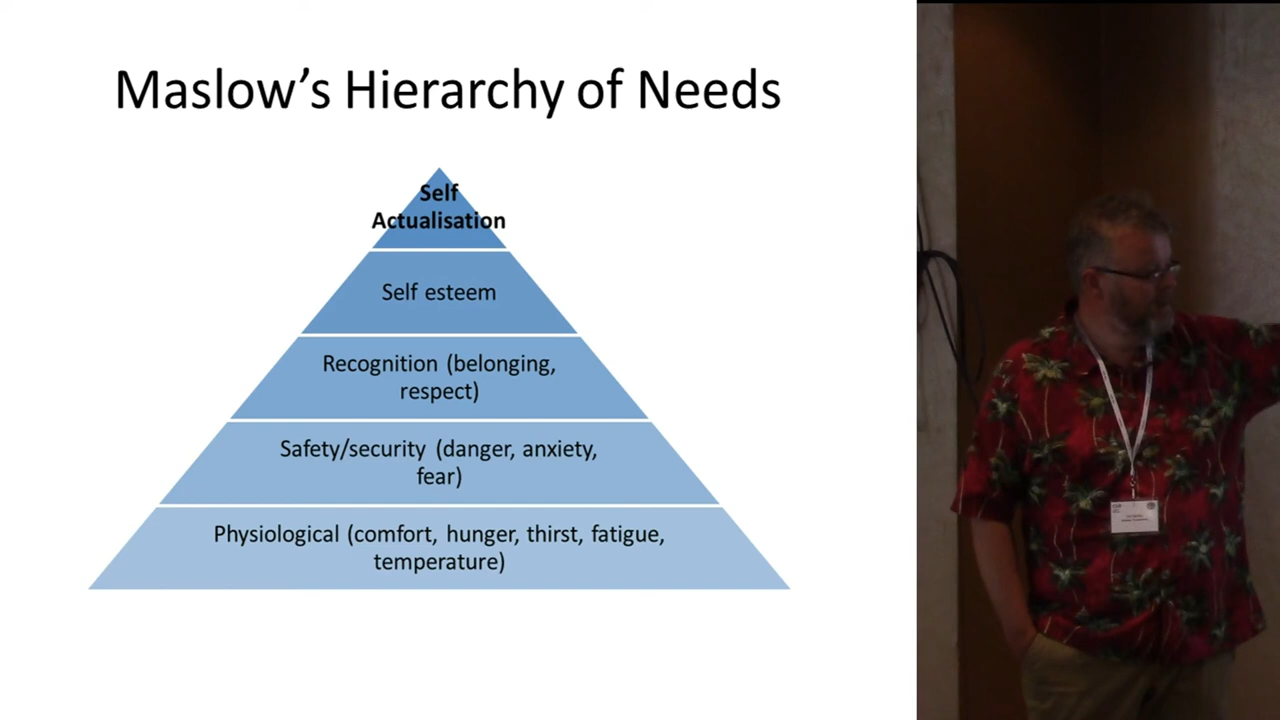 Maslow’s Hierarchy of Needs
Self
Actualisation
Self esteem
Recognition (belonging,
respect)
Safety/security (danger, anxiety,
fear)
Physiological (comfort, hunger, thirst, fatigue,
temperature)